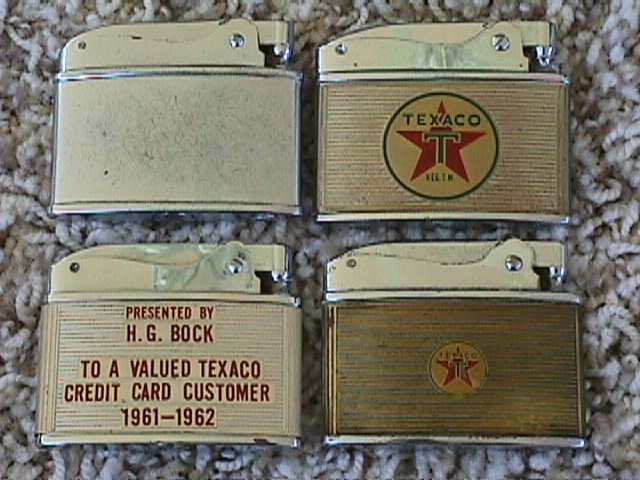 TEXACO
T
REG. T.M.
PRESENTED BY
H. G. BOCK
TO A VALUED TEXACO
CREDIT CARD CUSTOMER
1961–1962
TEXACO
T